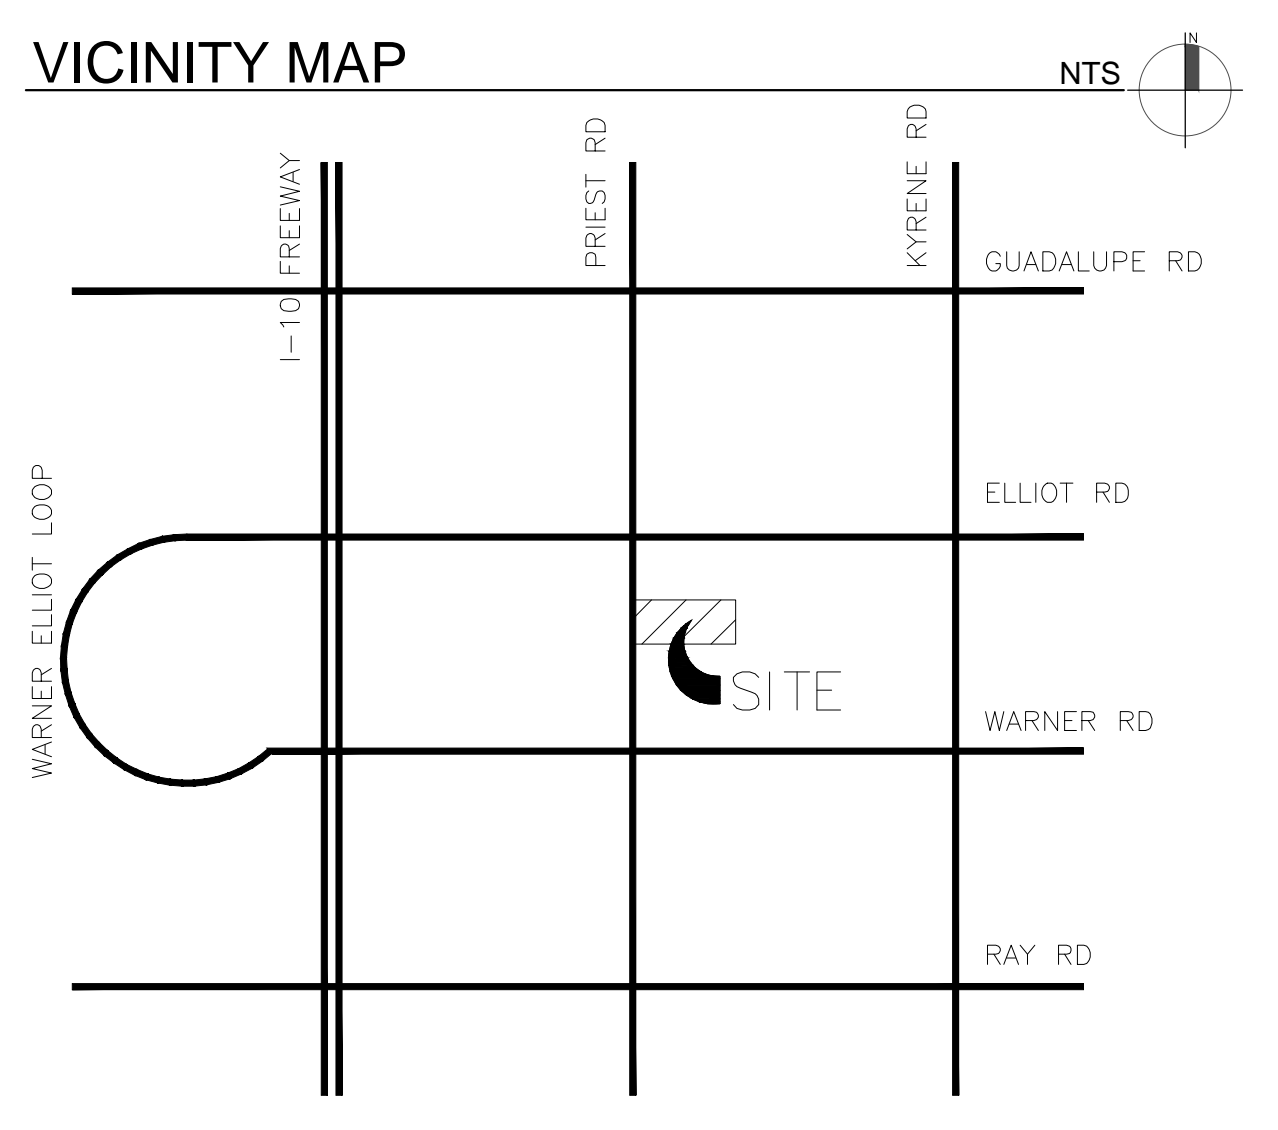 VICINITY MAP
NTS
N
I-10 FREEWAY
PRIEST RD
KYRENE RD
GUADALUPE RD
ELLIOT RD
WARNER ELLIOT LOOP
SITE
WARNER RD
RAY RD